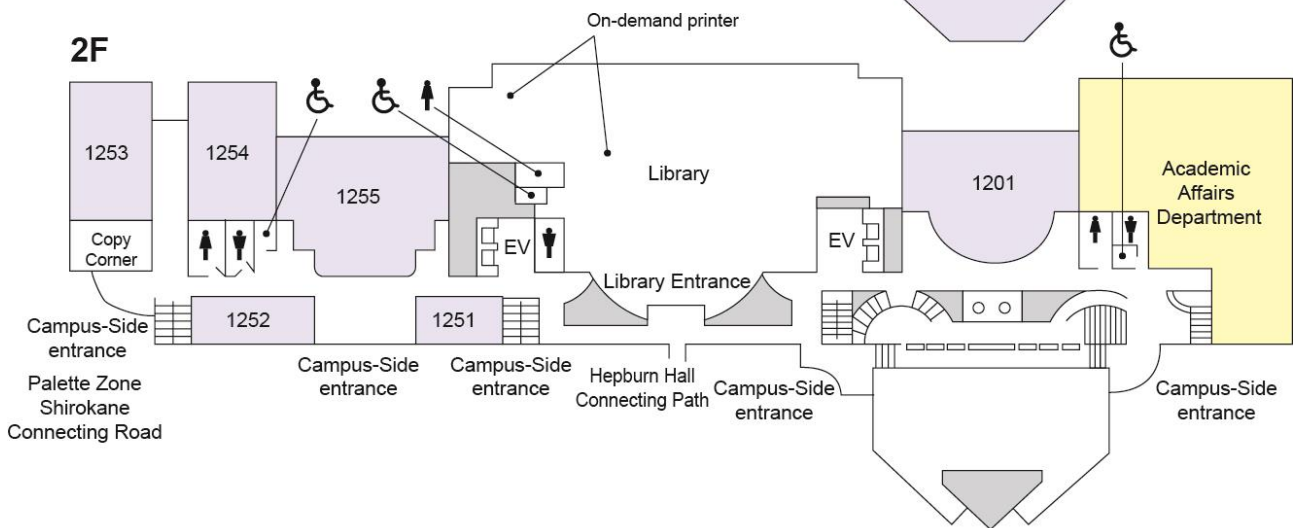 On-demand printer
2F
1253
1254
1255
Library
1201
Academic
Affairs
Department
Copy
Corner
EV
EV
Library Entrance
1252
1251
Campus-Side
entrance
Campus-Side
entrance
Campus-Side
entrance
Hepburn Hall
Connecting Path
Campus-Side
entrance
Campus-Side
entrance
Palette Zone
Shirokane
Connecting Road